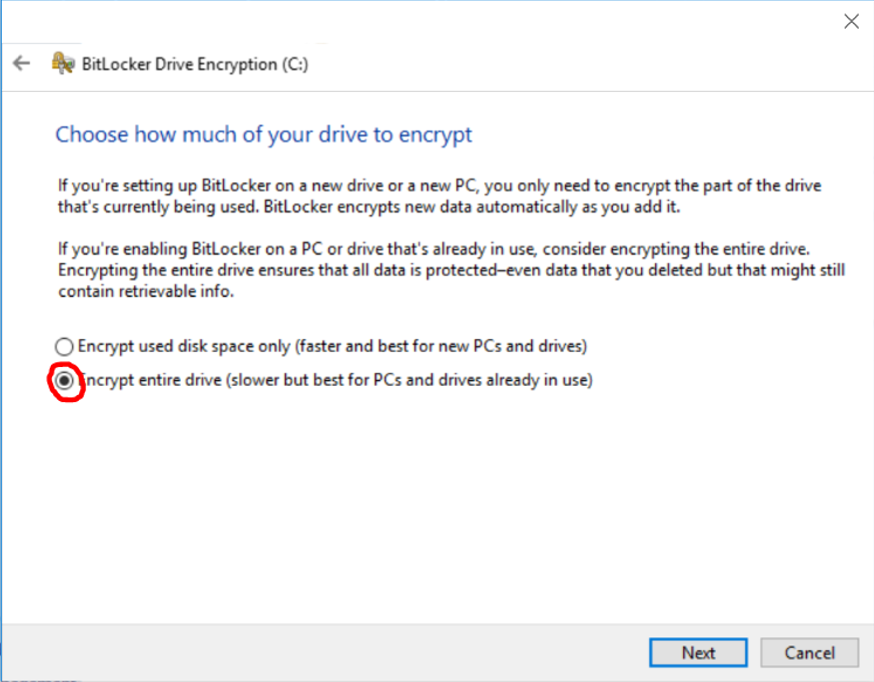 BitLocker Drive Encryption (C:)
Choose how much of your drive to encrypt
If you're setting up BitLocker on a new drive or a new PC, you only need to encrypt the part of the drive
that's currently being used. BitLocker encrypts new data automatically as you add it.
If you're enabling BitLocker on a PC or drive that's already in use, consider encrypting the entire drive.
Encrypting the entire drive ensures that all data is protected–even data that you deleted but that might still
contain retrievable info.
Encrypt used disk space only (faster and best for new PCs and drives)
Encrypt entire drive (slower but best for PCs and drives already in use)
Next
Cancel